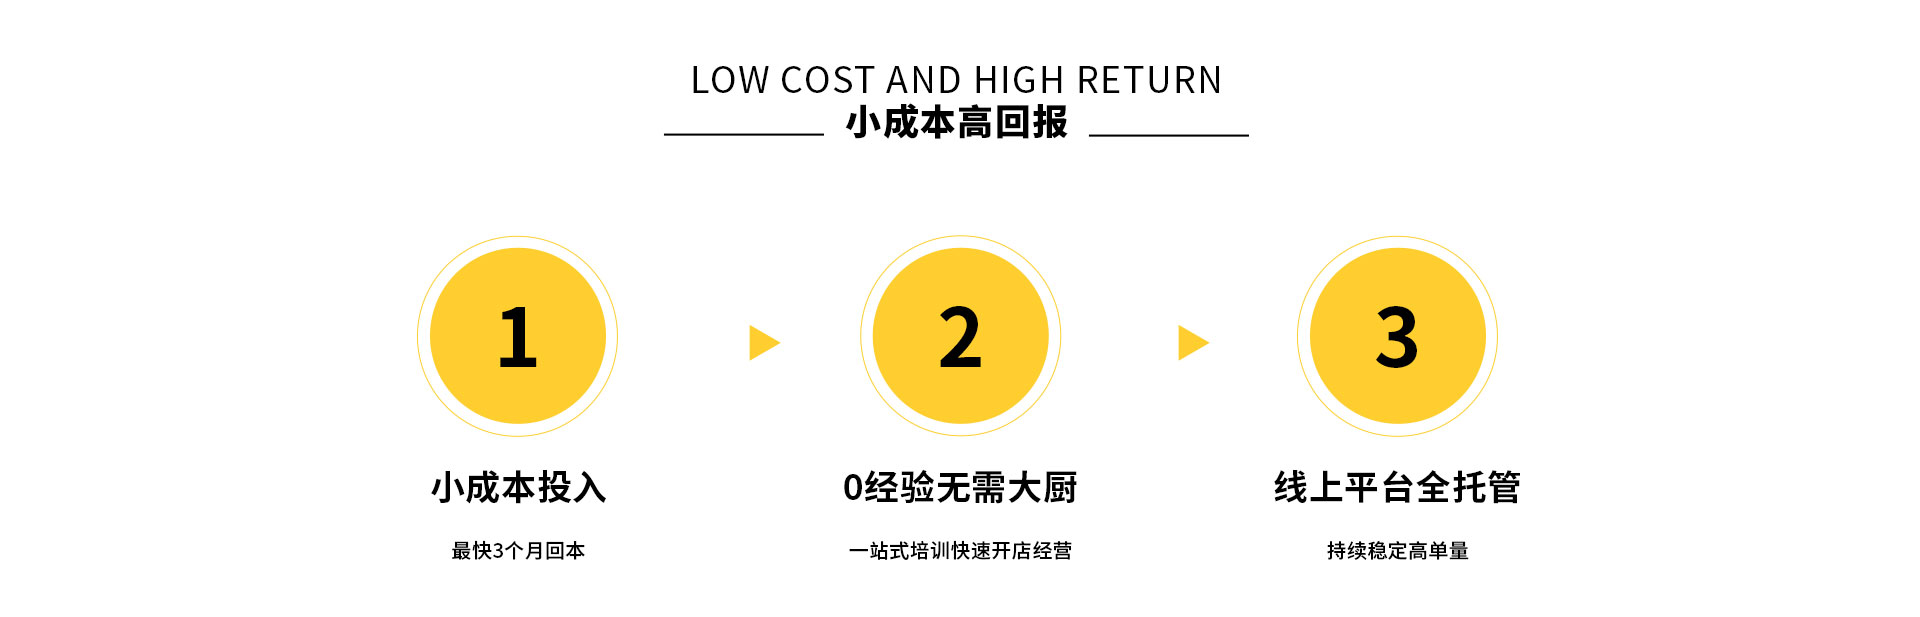 LOW COST AND HIGH RETURN
小成本高回报
1
2
3
小成本投入
0经验无需大厨
线上平台全托管
最快3个月回本
一站式培训快速开店经营
持续稳定高单量